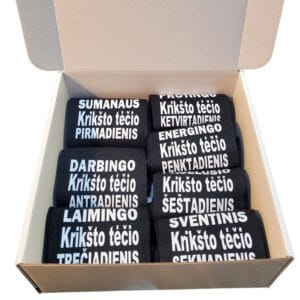 SUMANAUS
Krikšto tėčio
PIRMADIENIS
DARBINGO
Krikšto tėčio
ANTRADIENIS
LAIMINGO
Krikšto tėčio
TREČIADIENIS
PROTINGO
Krikšto tėčio
KETVIRTADIENIS
ENERGINGO
Krikšto tėčio
PENKTADIENIS
Krikšto tėčio
ŠEŠTADIENIS
ŠVENTINIS
Krikšto tėčio
SEKMADIENIS